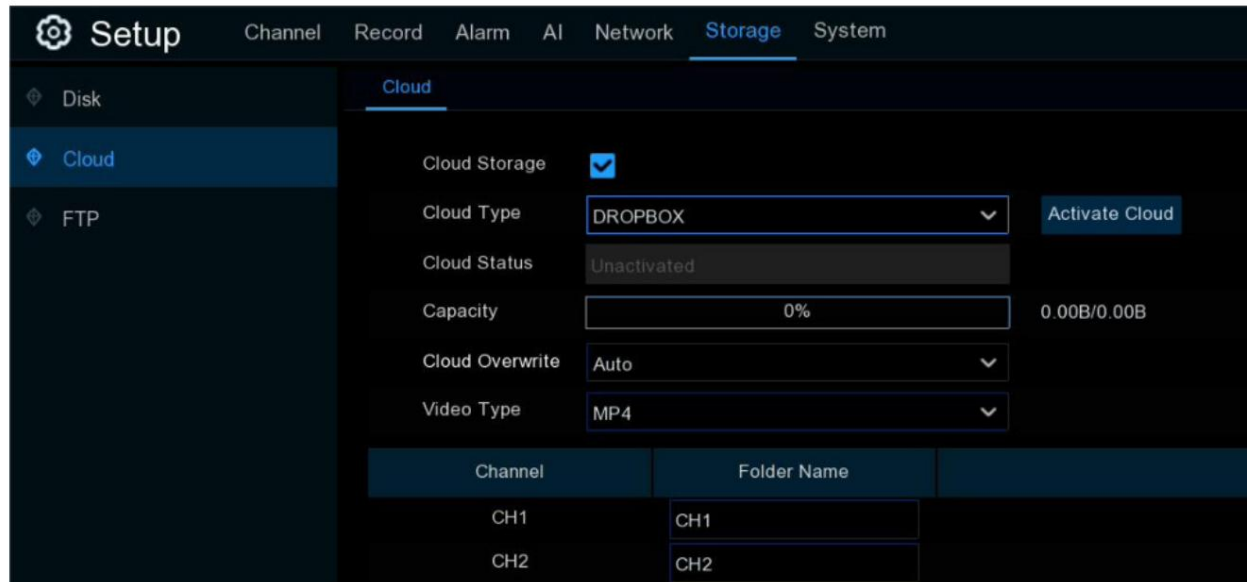 Setup Channel Record Alarm AI Network Storage System
Disk
Cloud
FTP
Cloud
Cloud Storage
Cloud Type DROPBOX Activate Cloud
Cloud Status Unactivated
Capacity 0% 0.00B/0.00B
Cloud Overwrite Auto
Video Type MP4
Channel Folder Name
CH1 CH1
CH2 CH2